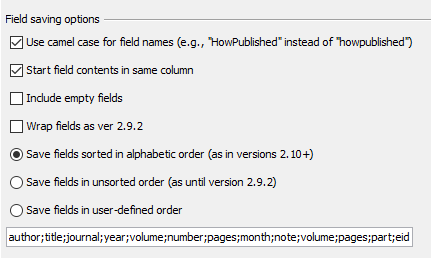 Field saving options
Use camel case for field names (e.g., "HowPublished" instead of "howpublished")
Start field contents in same column
Include empty fields
Wrap fields as ver 2.9.2
Save fields sorted in alphabetic order (as in versions 2.10+)
Save fields in unsorted order (as until version 2.9.2)
Save fields in user-defined order
author;title;journal;year;volume;number;pages;month;note;volume;pages;part;eid